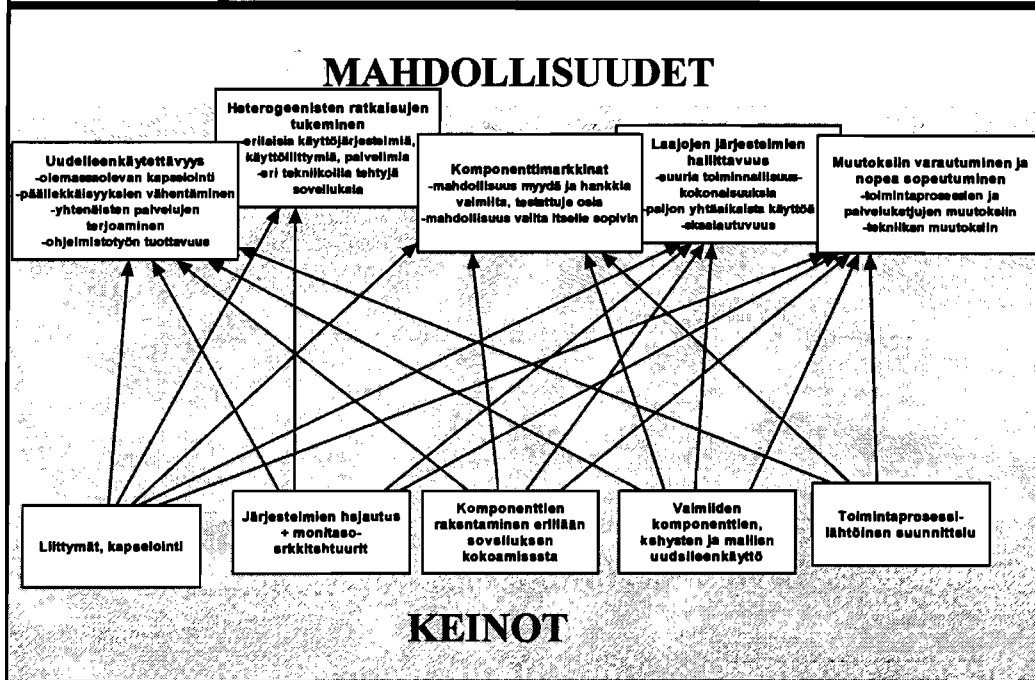 MAHDOLLISUUDET
Heterogeenisten ratkaisujen
tukeminen
-erilaisia käyttöjärjestelmiä,
käyttöliittymiä, palvelimia
-eri tekniikoilla tehtyjä
sovelluksia
Uudelleenkäytettävyys
-olemassaolevan kapselointi
-päällekkäisyyksien vähentäminen
-yhtenäisten palvelujen
tarjoaminen
-ohjelmistotyön tuottavuus
Komponenttimarkkinat
-mahdollisuus myydä ja hankkia
valmiita, testattuja osia
-mahdollisuus valita itselle sopivin
Laajojen järjestelmien
hallittavuus
-suuria toiminnallisuus-
kokonaisuuksia
-paljon yhtäaikaista käyttöä
-skaalautuvuus
Muutoksiin varautuminen ja
nopea sopeutuminen
-toimintaprosessien ja
palveluketjujen muutoksiin
-tekniikan muutoksiin
Liittymät, kapselointi
Järjestelmien hajautus
+ monitaso-
arkkitehtuurit
Komponenttien
rakentaminen erillään
sovelluksen
kokoamisesta
Valmiiden
komponenttien,
kehysten ja mallien
uudelleenkäyttö
Toimintaprosessi-
lähtöinen suunnittelu
KEINOT